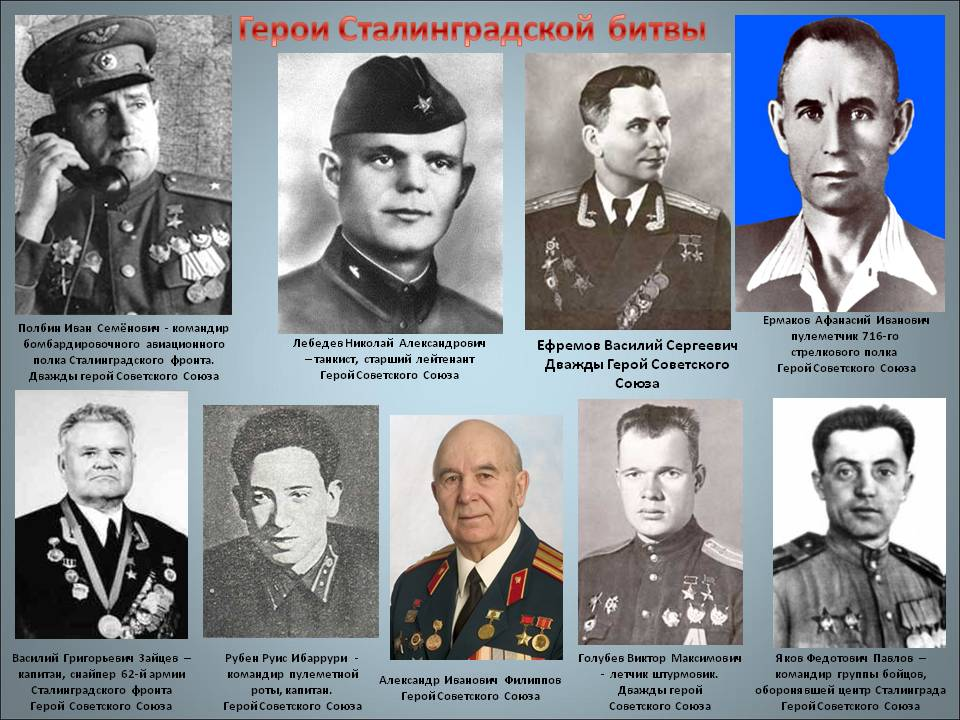 Герои Сталинградской битвы
Полбин Иван Семёнович - командир
бомбардировочного авиационного
полка Сталинградского фронта.
Дважды герой Советского Союза
Лебедев Николай Александрович
–танкист, старший лейтенант
Герой Советского Союза
Ефремов Василий Сергеевич
Дважды Герой Советского
Союза
Ермаков Афанасий Иванович
пулеметчик 716-го
стрелкового полка
Герой Советского Союза
Василий Григорьевич Зайцев –
капитан, снайпер 62-й армии
Сталинградского фронта
Герой Советского Союза
Рубен Руис Ибаррури -
командир пулеметной
роты, капитан.
Герой Советского Союза
Александр Иванович Филиппов
Герой Советского Союза
Голубев Виктор Максимович
- летчик штурмовик.
Дважды герой
Советского Союза
Яков Федотович Павлов –
командир группы бойцов,
оборонявшей центр Сталинграда
Герой Советского Союза